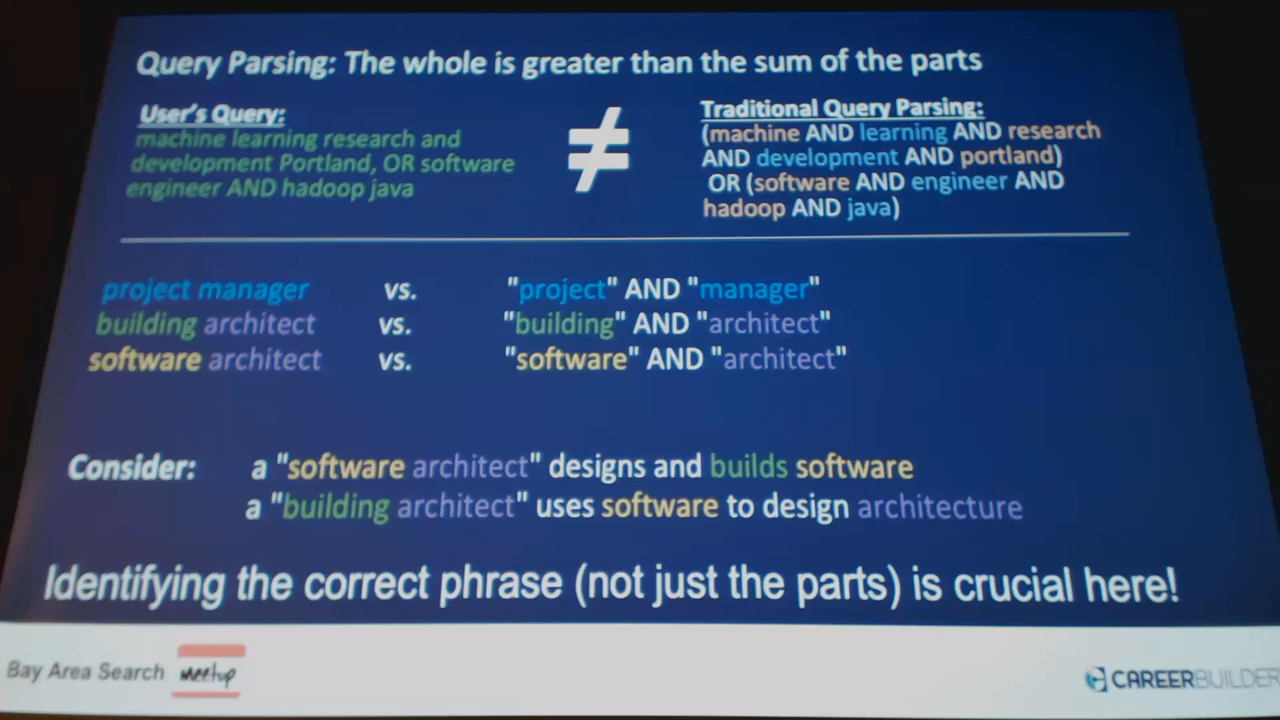 Query Parsing: The whole is greater than the sum of the parts
User's Query:
machine learning research and
development Portland, OR software
engineer AND hadoop java
≠
Traditional Query Parsing:
(machine AND learning AND research
AND development AND portland)
OR (software AND engineer AND
hadoop AND java)
project manager vs. "project" AND "manager"
building architect vs. "building" AND "architect"
software architect vs. "software" AND "architect"
Consider: a "software architect" designs and builds software
a "building architect" uses software to design architecture
Identifying the correct phrase (not just the parts) is crucial here!
Bay Area Search Meetup
CAREERBUILDER